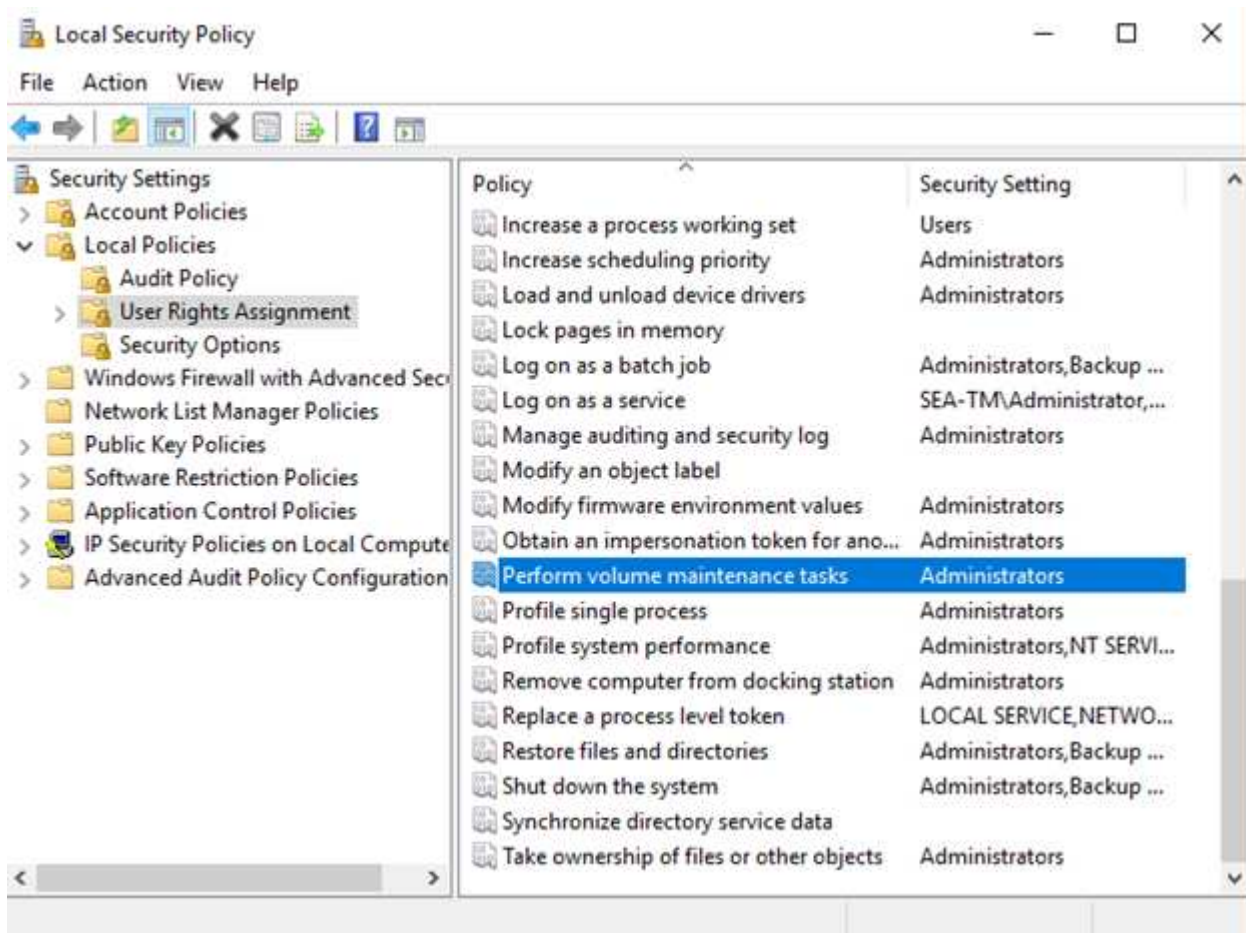 Local Security Policy
File Action View Help
Security Settings
Account Policies
Local Policies
Audit Policy
User Rights Assignment
Security Options
Windows Firewall with Advanced Secu
Network List Manager Policies
Public Key Policies
Software Restriction Policies
Application Control Policies
IP Security Policies on Local Compute
Advanced Audit Policy Configuration
Policy Security Setting
Increase a process working set Users
Increase scheduling priority Administrators
Load and unload device drivers Administrators
Lock pages in memory
Log on as a batch job Administrators,Backup ...
Log on as a service SEA-TM\Administrator,...
Manage auditing and security log Administrators
Modify an object label
Modify firmware environment values Administrators
Obtain an impersonation token for ano... Administrators
Perform volume maintenance tasks Administrators
Profile single process Administrators
Profile system performance Administrators,NT SERVI...
Remove computer from docking station Administrators
Replace a process level token LOCAL SERVICE,NETWO...
Restore files and directories Administrators,Backup ...
Shut down the system Administrators,Backup ...
Synchronize directory service data
Take ownership of files or other objects Administrators